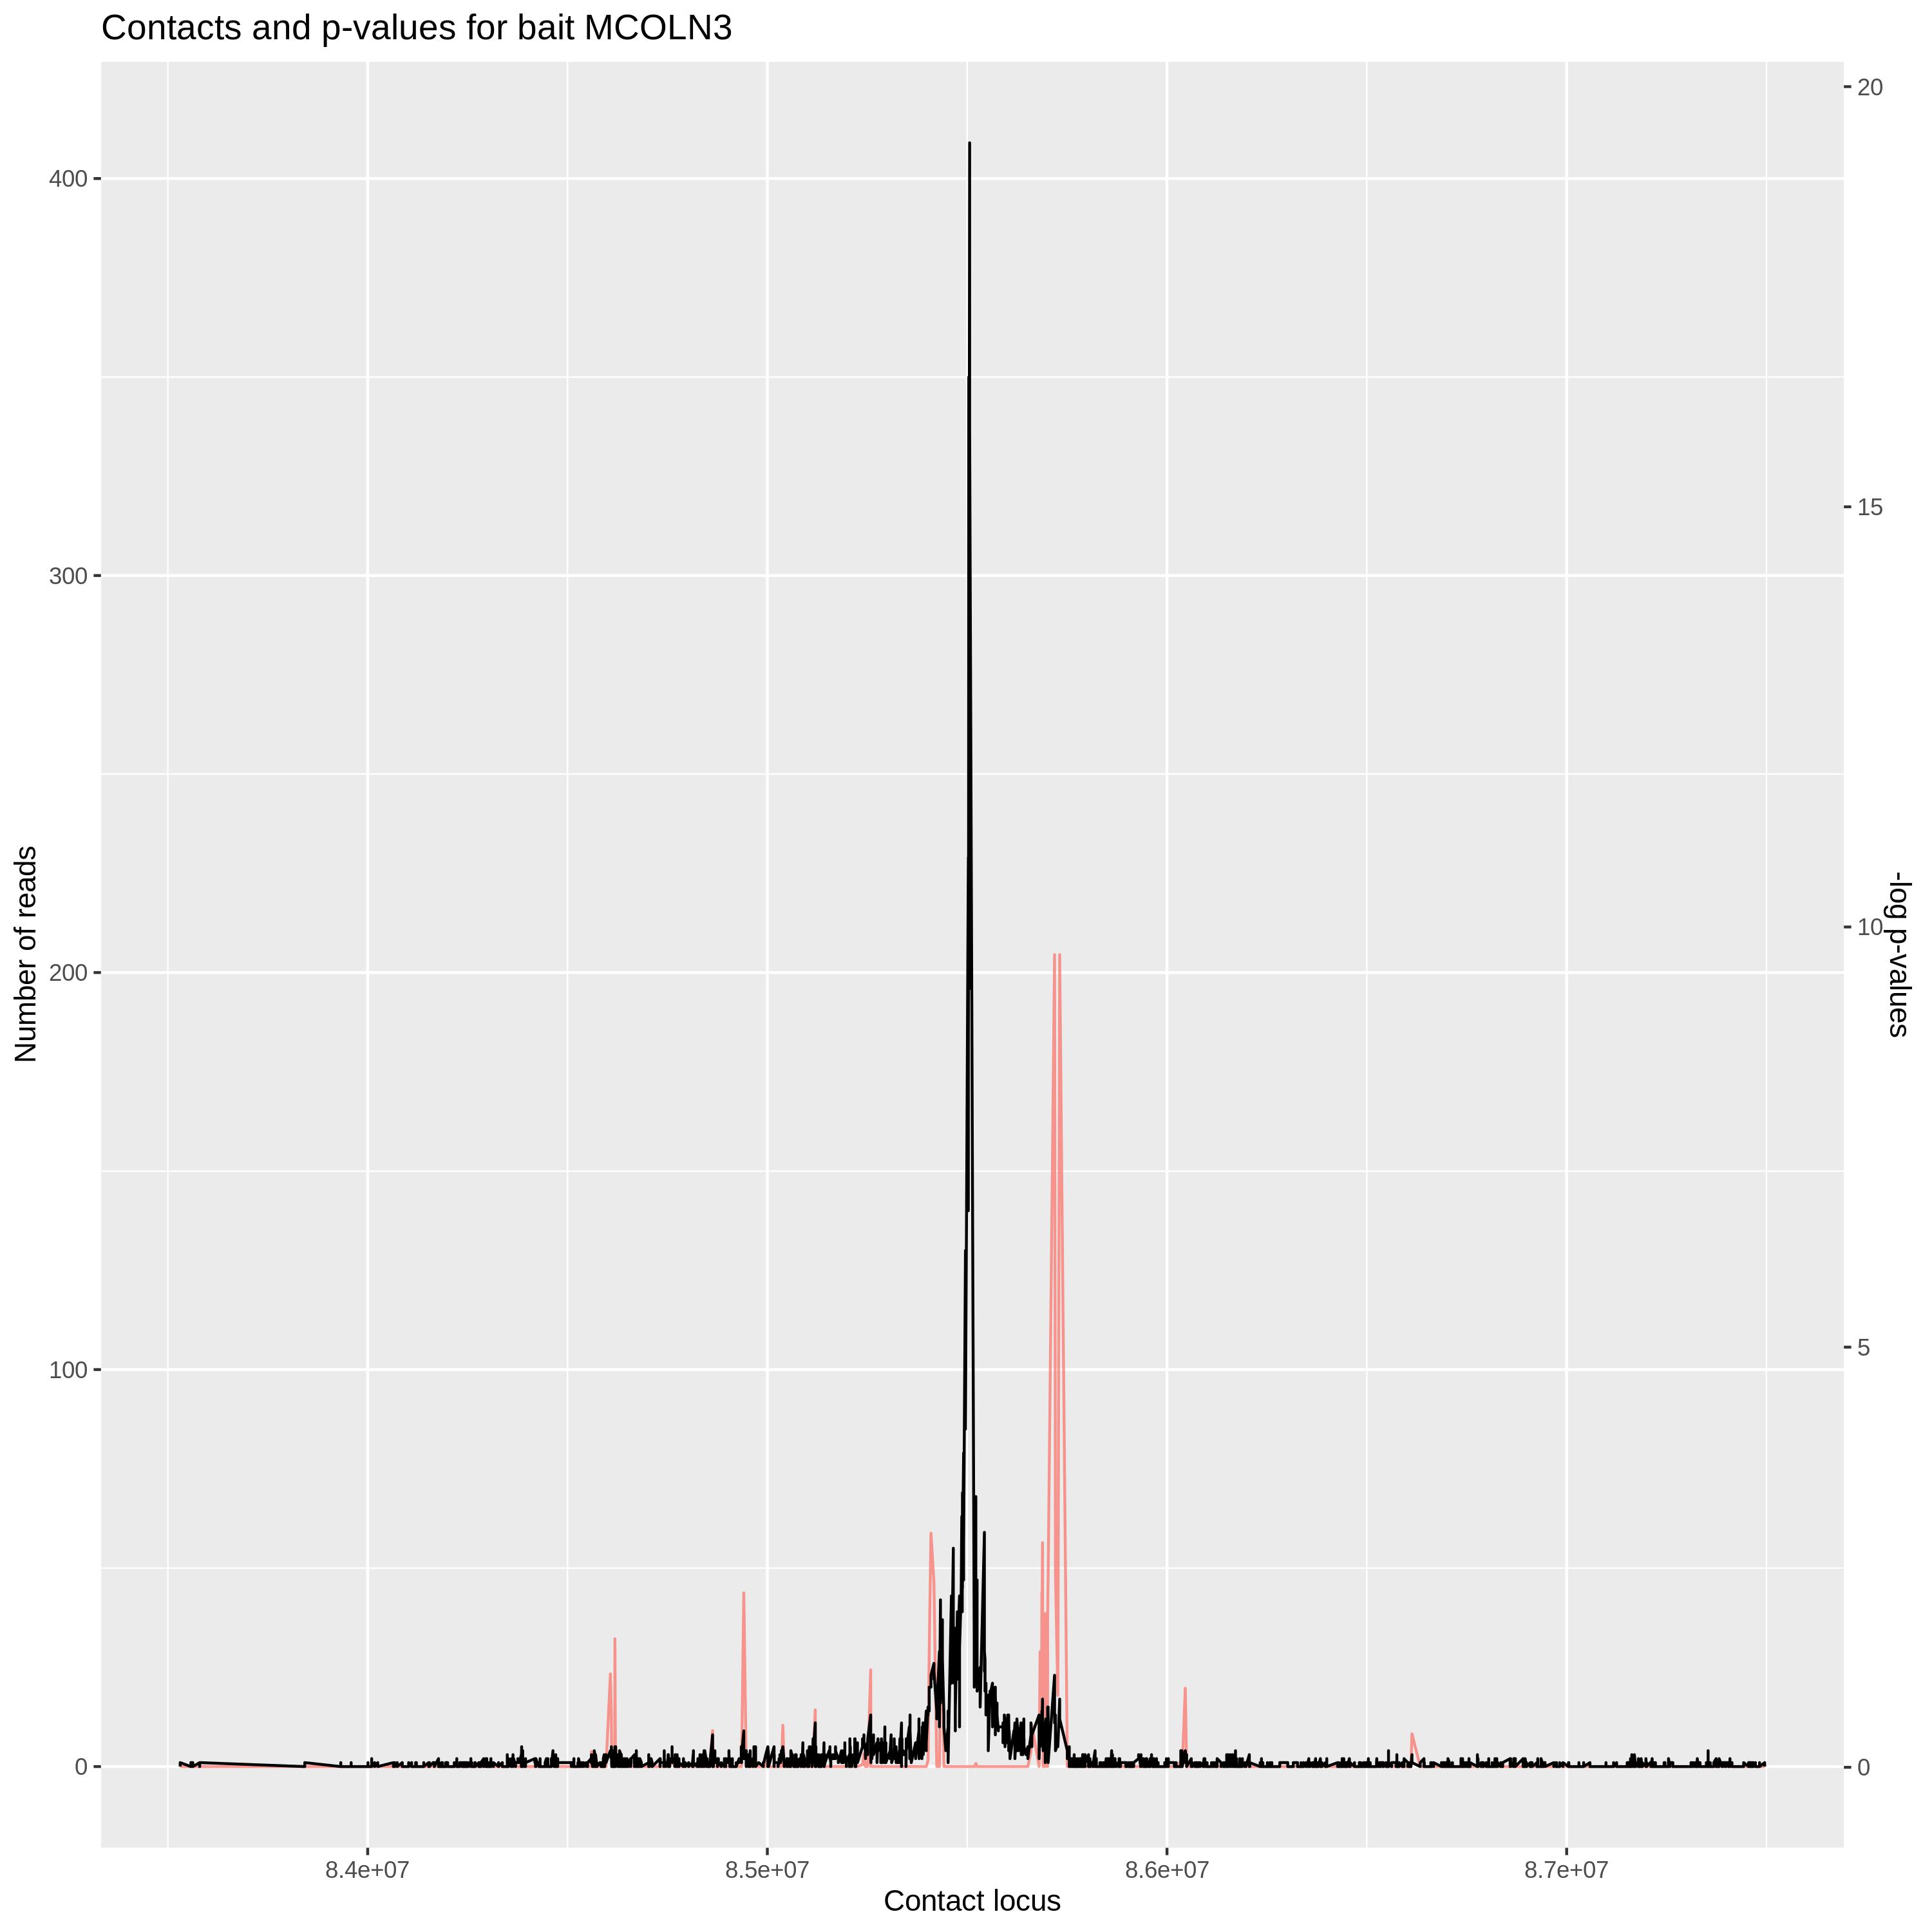 Contacts and p-values for bait MCOLN3
400
300
200
100
0
Number of reads
20
15
10
5
0
-log p-values
8.4e+07
8.5e+07
8.6e+07
8.7e+07
Contact locus